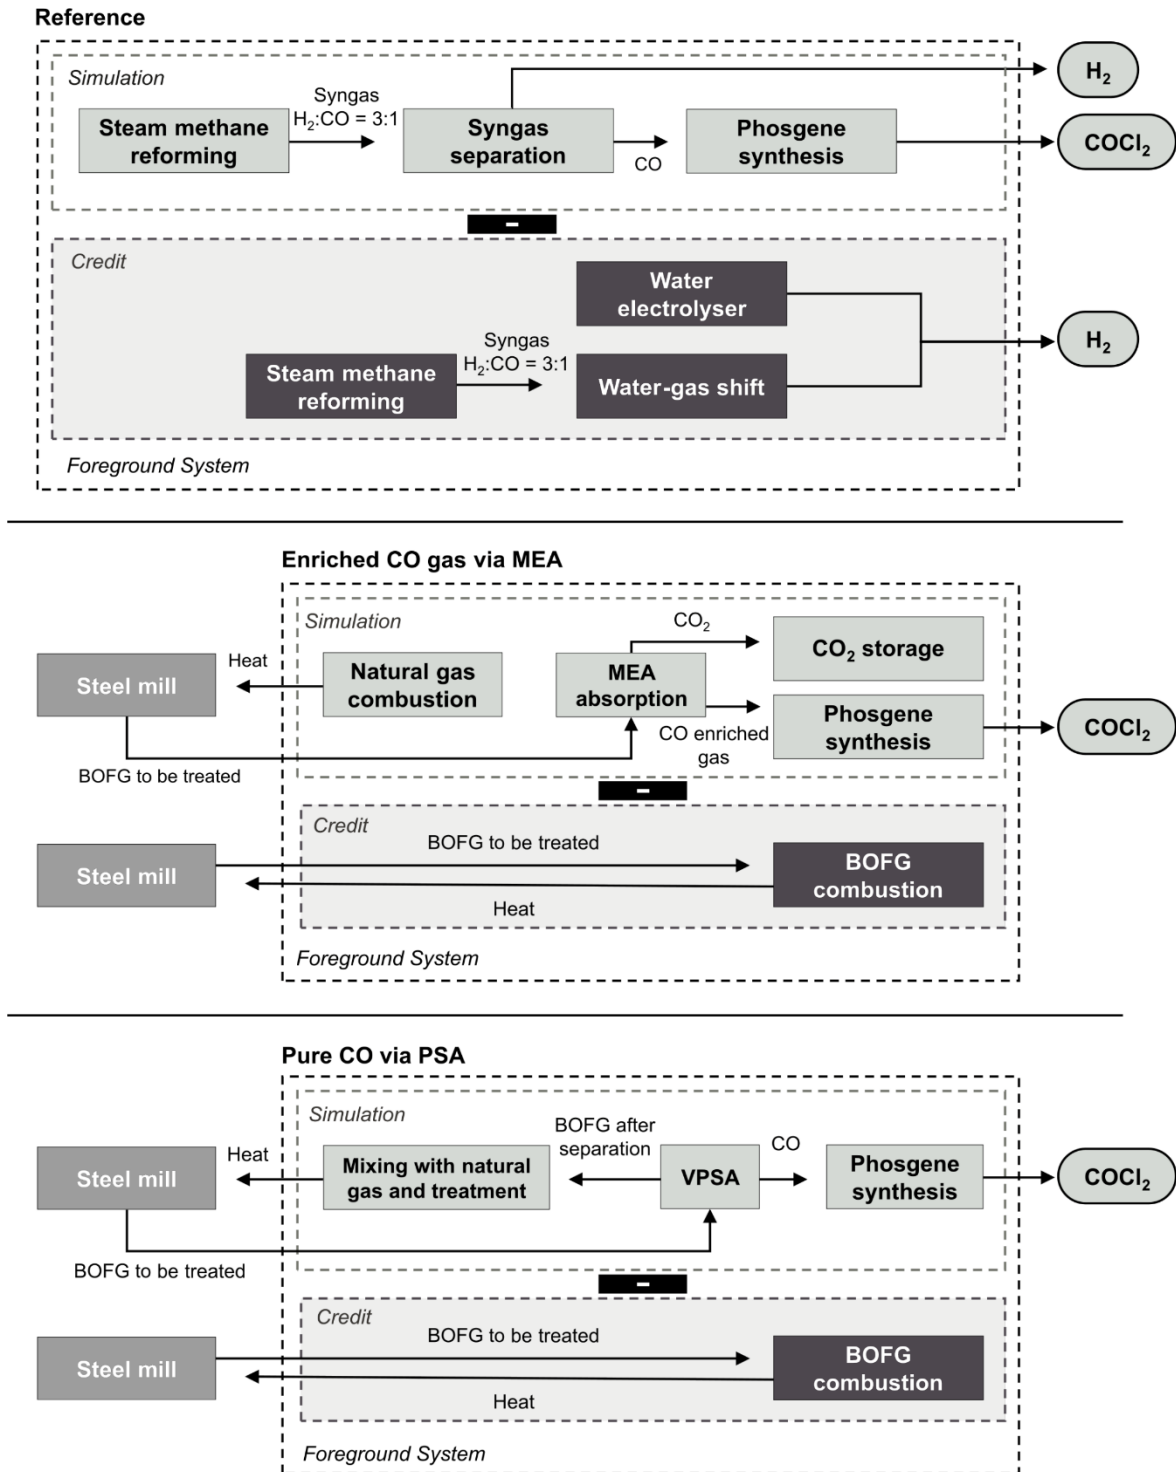 Reference
Simulation
Steam methane
reforming
Syngas
H₂:CO = 3:1
Syngas
separation
CO
Phosgene
synthesis
H₂
COCl₂
–
Credit
Water
electrolyser
Steam methane
reforming
Syngas
H₂:CO = 3:1
Water-gas shift
H₂
Foreground System
Enriched CO gas via MEA
Simulation
Steel mill
Heat
Natural gas
combustion
MEA
absorption
CO₂
CO₂ storage
CO enriched
gas
Phosgene
synthesis
COCl₂
BOFG to be treated
–
Credit
Steel mill
BOFG to be treated
Heat
BOFG
combustion
Foreground System
Pure CO via PSA
Simulation
Steel mill
Heat
Mixing with natural
gas and treatment
BOFG after
separation
VPSA
CO
Phosgene
synthesis
COCl₂
BOFG to be treated
–
Credit
Steel mill
BOFG to be treated
Heat
BOFG
combustion
Foreground System